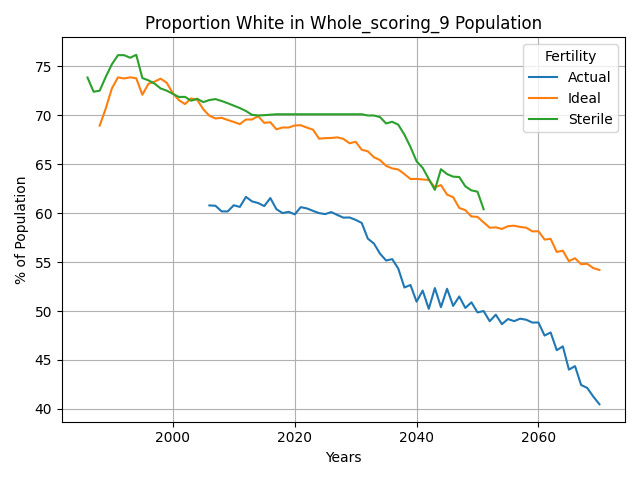 Proportion White in Whole_scoring_9 Population
Fertility
Actual
Ideal
Sterile
% of Population
75
70
65
60
55
50
45
40
2000
2020
2040
2060
Years